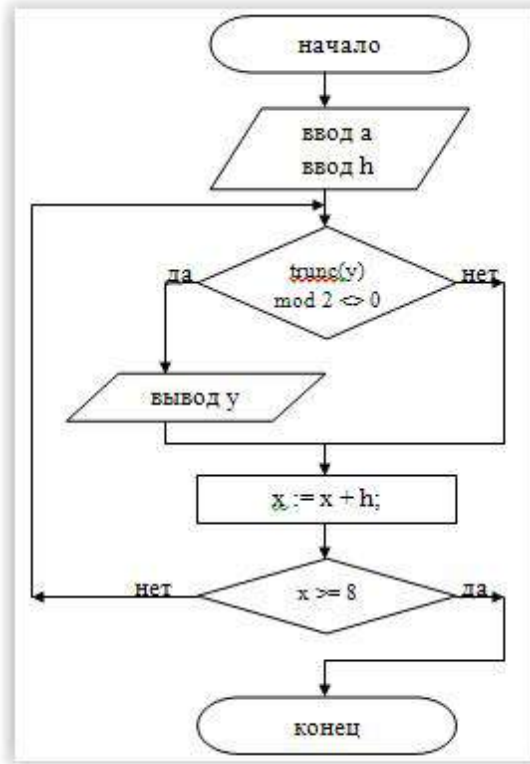 начало
ввод a
ввод h
trunc(y)
mod 2 <> 0
да
нет
вывод y
x := x + h;
x >= 8
нет
да
конец